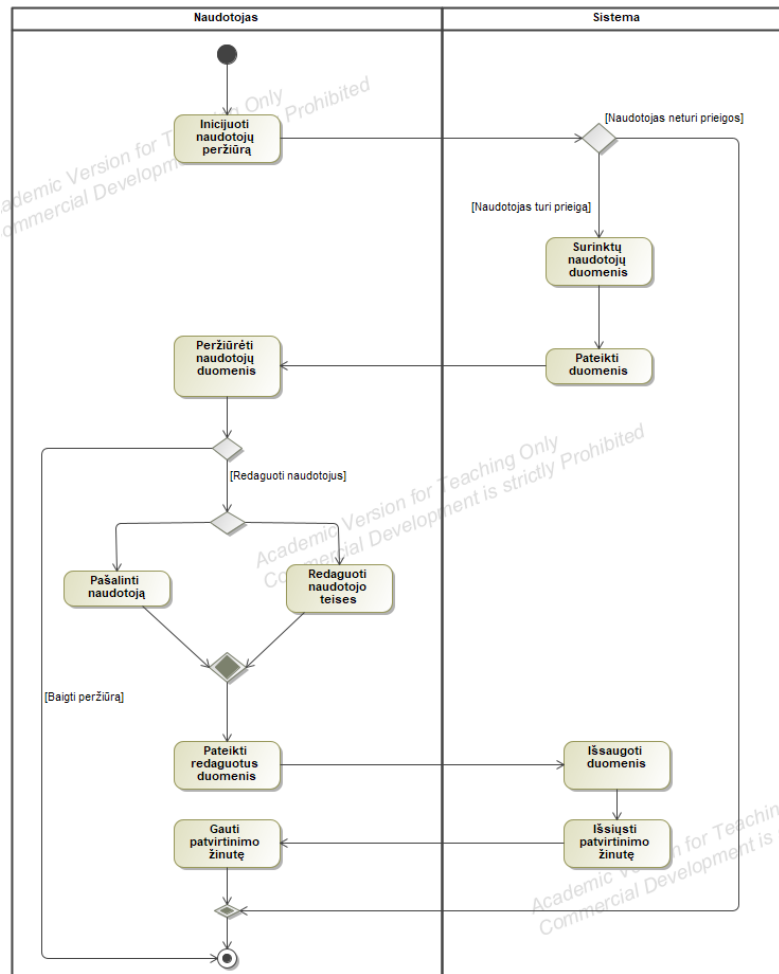 Naudotojas
Sistema
Inicijuoti
naudotojų
peržiūrą
[Naudotojas neturi prieigos]
[Naudotojas turi prieigą]
Surinktų
naudotojų
duomenis
Peržiūrėti
naudotojų
duomenis
Pateikti
duomenis
[Redaguoti naudotojus]
Pašalinti
naudotoją
Redaguoti
naudotojo
teises
[Baigti peržiūrą]
Pateikti
redaguotus
duomenis
Išsaugoti
duomenis
Gauti
patvirtinimo
žinutę
Išsiųsti
patvirtinimo
žinutę
Academic Version for Teaching Only
Commercial Development is strictly Prohibited